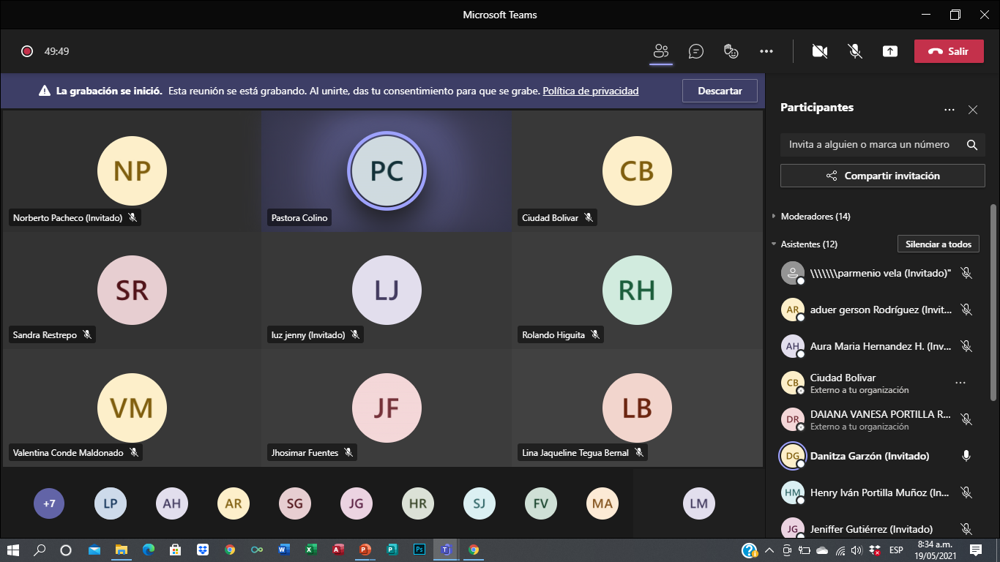 Microsoft Teams
49:49
Salir
La grabación se inició. Esta reunión se está grabando. Al unirte, das tu consentimiento para que se grabe. Política de privacidad
Descartar
NP
Norberto Pacheco (Invitado)
PC
Pastora Colino
CB
Ciudad Bolivar
SR
Sandra Restrepo
LJ
luz jenny (Invitado)
RH
Rolando Higuita
VM
Valentina Conde Maldonado
JF
Jhosimar Fuentes
LB
Lina Jaqueline Tegua Bernal
+7 LP AH AR SG JG HR SJ FV MA LM
Participantes
Invita a alguien o marca un número
Compartir invitación
Moderadores (14)
Asistentes (12)
Silenciar a todos
\\\\\\\parmenio vela (Invitado)"
AR
aduer gerson Rodríguez (Invit...
AH
Aura Maria Hernandez H. (Inv...
CB
Ciudad Bolivar
Externo a tu organización
DR
DAIANA VANESA PORTILLA R...
Externo a tu organización
DG
Danitza Garzón (Invitado)
HM
Henry Iván Portilla Muñoz (In...
JG
Jeniffer Gutiérrez (Invitado)
ESP
8:34 a.m.
19/05/2021